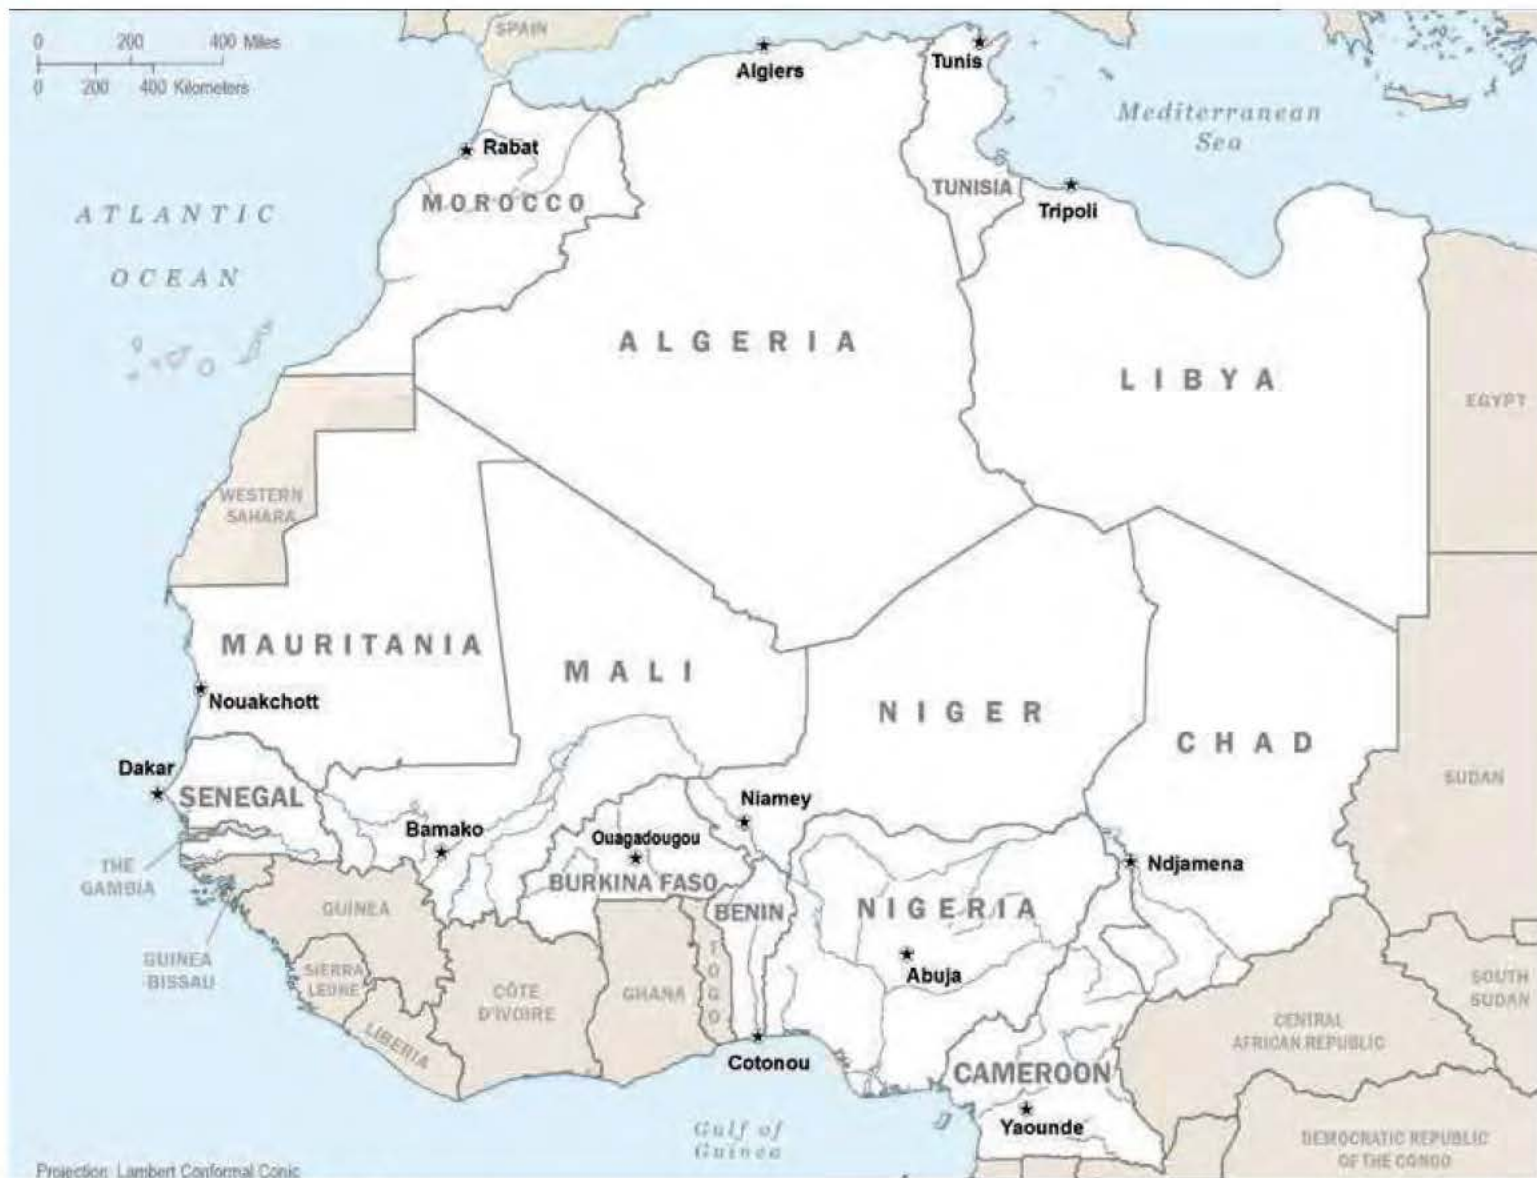 SPAIN
0 200 400 Miles
0 200 400 Kilometers
Algiers
Tunis
Mediterranean
Sea
Rabat
MOROCCO
TUNISIA
Tripoli
ATLANTIC
OCEAN
ALGERIA
LIBYA
EGYPT
WESTERN
SAHARA
MAURITANIA
MALI
NIGER
CHAD
Nouakchott
Dakar
SENEGAL
SUDAN
Niamey
Bamako
Ouagadougou
Ndjamena
THE
GAMBIA
BURKINA FASO
GUINEA
BENIN
NIGERIA
GUINEA
BISSAU
SIERRA
LEONE
CÔTE
D'IVOIRE
GHANA
TOGO
Abuja
SOUTH
SUDAN
LIBERIA
CENTRAL
AFRICAN REPUBLIC
Cotonou
CAMEROON
Yaounde
Gulf of
Guinea
DEMOCRATIC REPUBLIC
OF THE CONGO
Projection: Lambert Conformal Conic